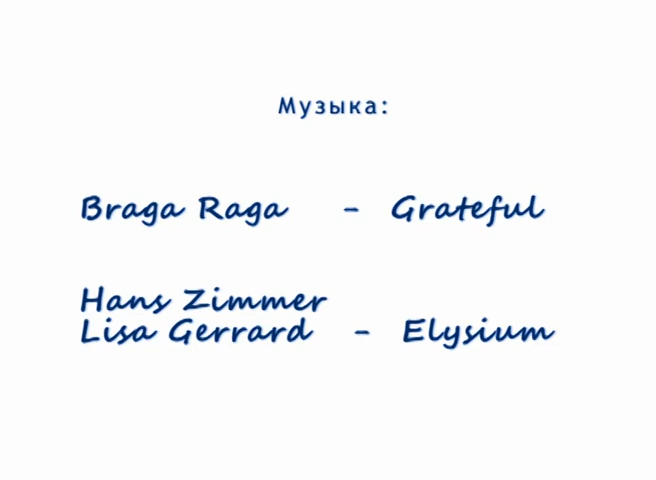 Музыка:
Braga Raga - Grateful
Hans Zimmer
Lisa Gerrard - Elysium